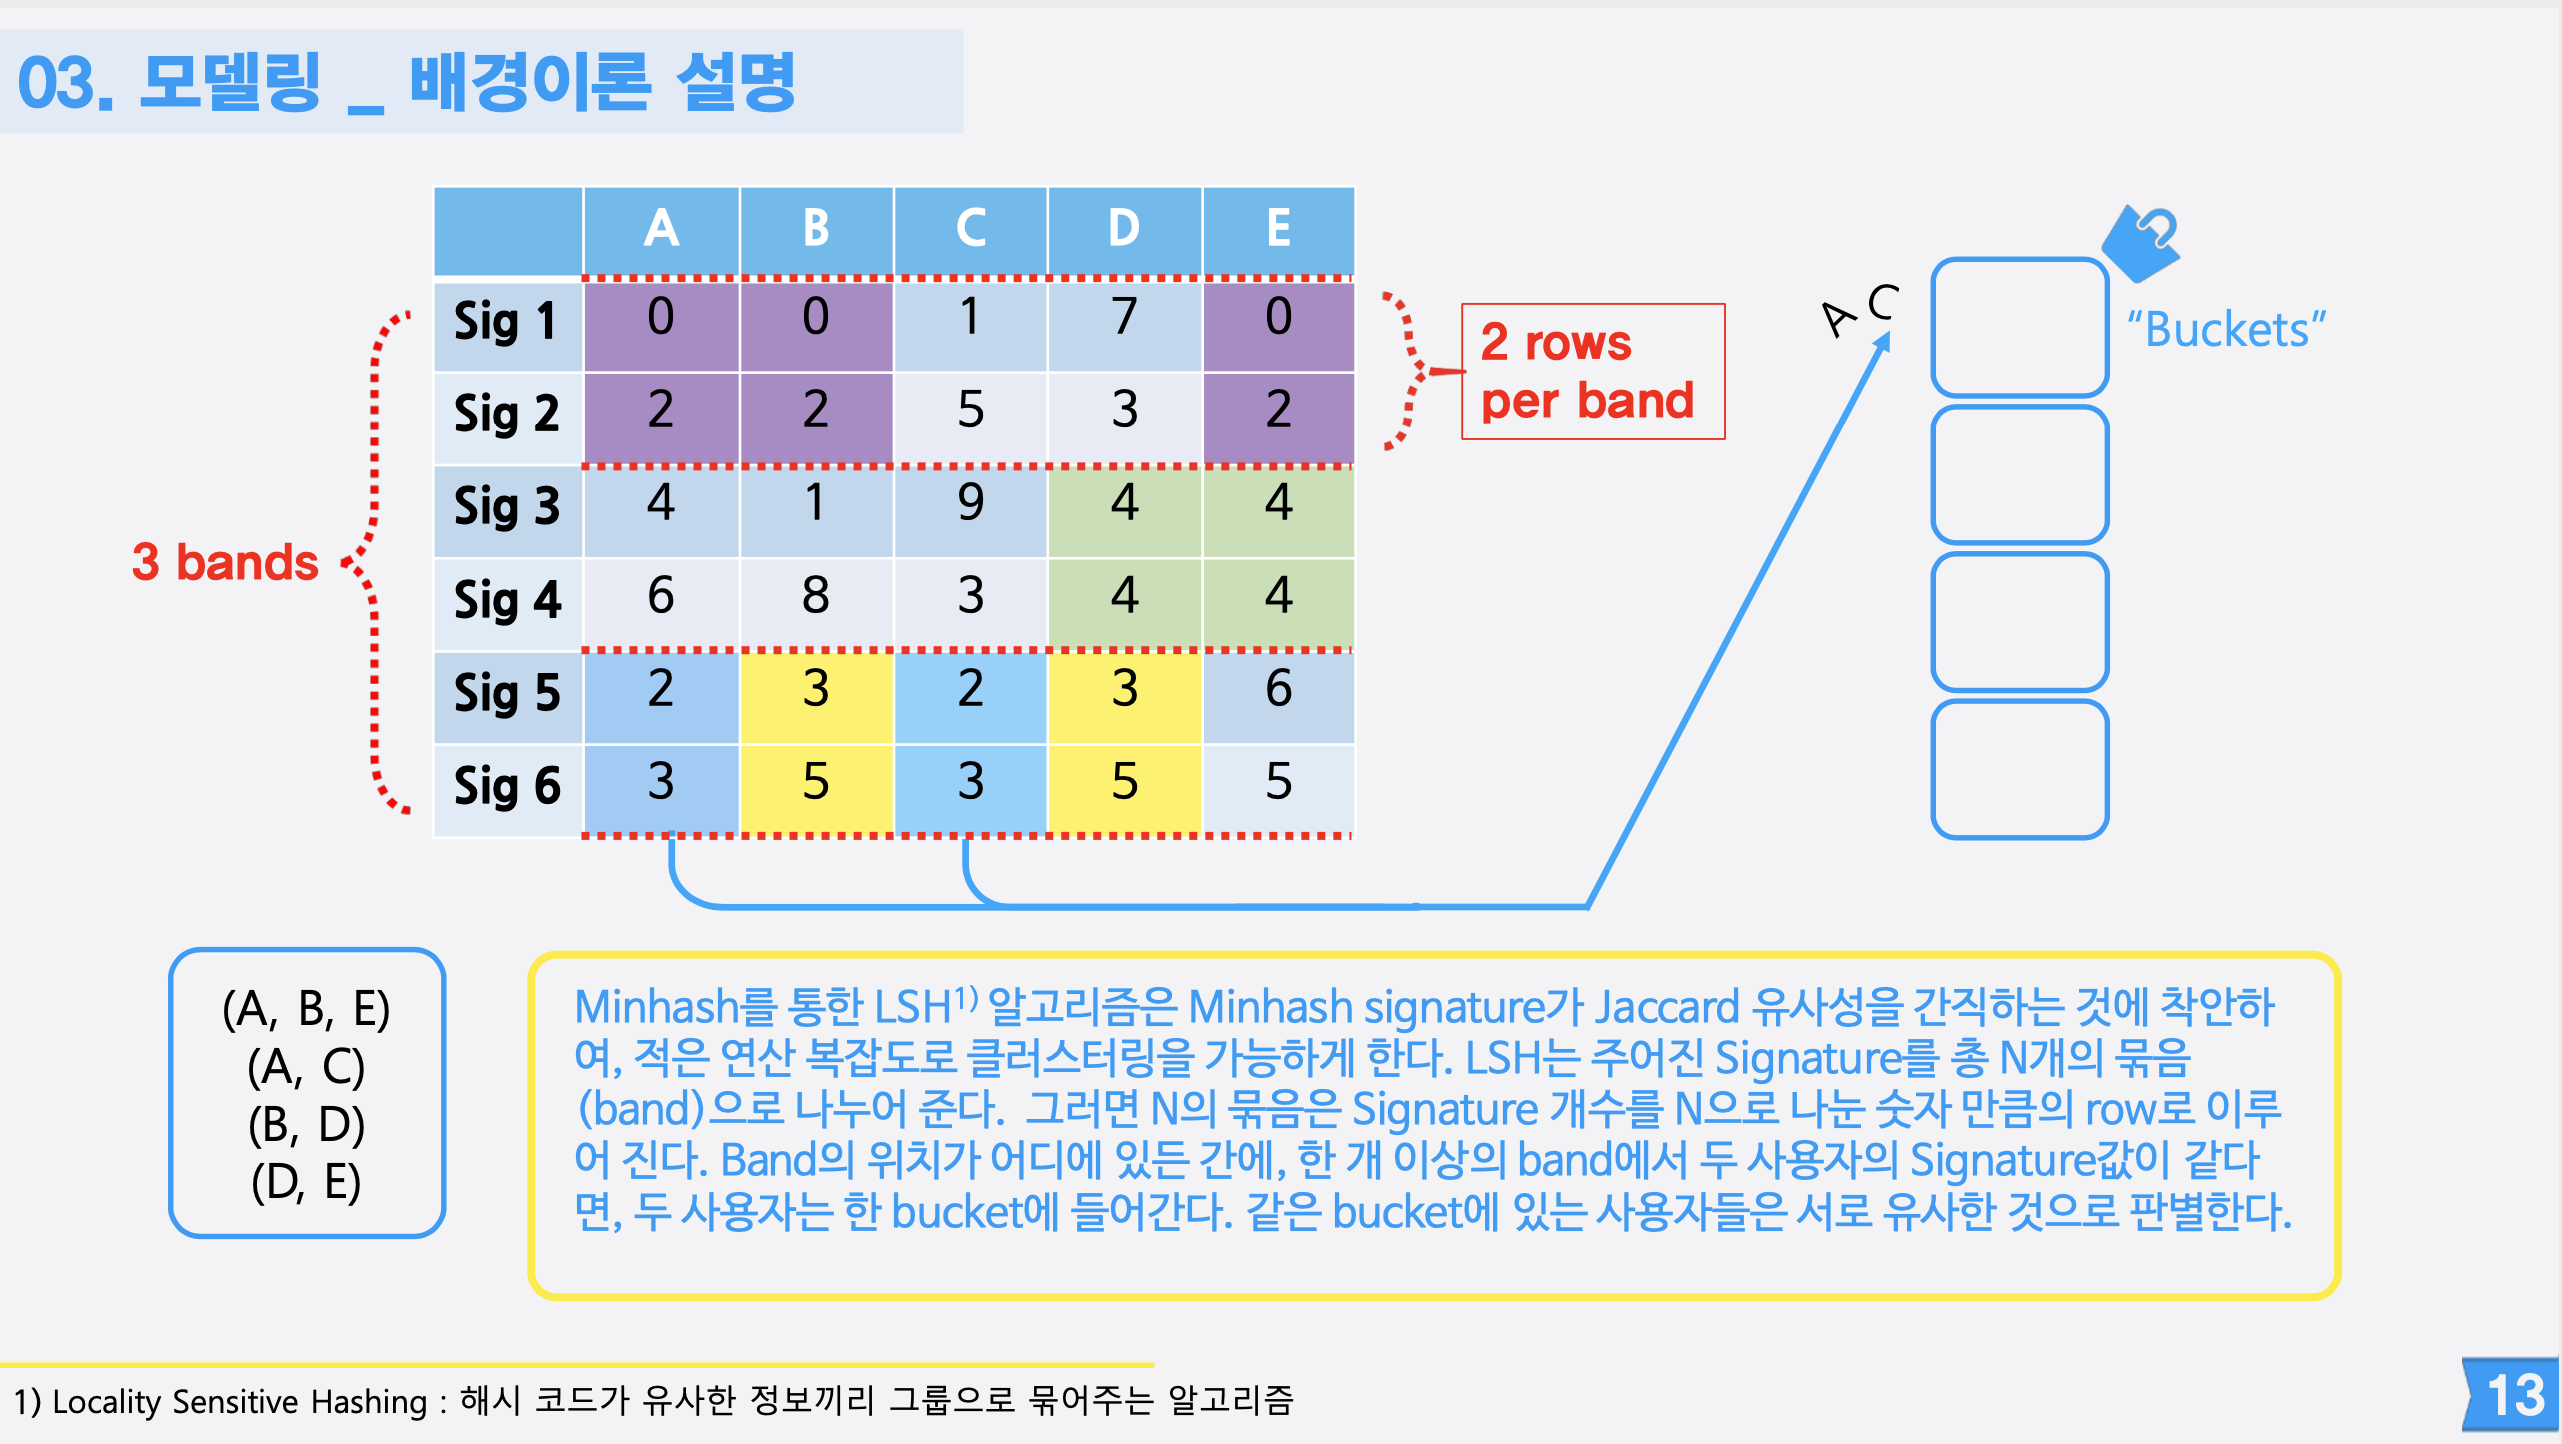 03. 모델링 _ 배경이론 설명
A B C D E
Sig 1 0 0 1 7 0
Sig 2 2 2 5 3 2
Sig 3 4 1 9 4 4
Sig 4 6 8 3 4 4
Sig 5 2 3 2 3 6
Sig 6 3 5 3 5 5
3 bands
2 rows
per band
A C
“Buckets”
(A, B, E)
(A, C)
(B, D)
(D, E)
Minhash를 통한 LSH1) 알고리즘은 Minhash signature가 Jaccard 유사성을 간직하는 것에 착안하
여, 적은 연산 복잡도로 클러스터링을 가능하게 한다. LSH는 주어진 Signature를 총 N개의 묶음
(band)으로 나누어 준다. 그러면 N의 묶음은 Signature 개수를 N으로 나눈 숫자 만큼의 row로 이루
어 진다. Band의 위치가 어디에 있든 간에, 한 개 이상의 band에서 두 사용자의 Signature값이 같다
면, 두 사용자는 한 bucket에 들어간다. 같은 bucket에 있는 사용자들은 서로 유사한 것으로 판별한다.
1) Locality Sensitive Hashing : 해시 코드가 유사한 정보끼리 그룹으로 묶어주는 알고리즘
13